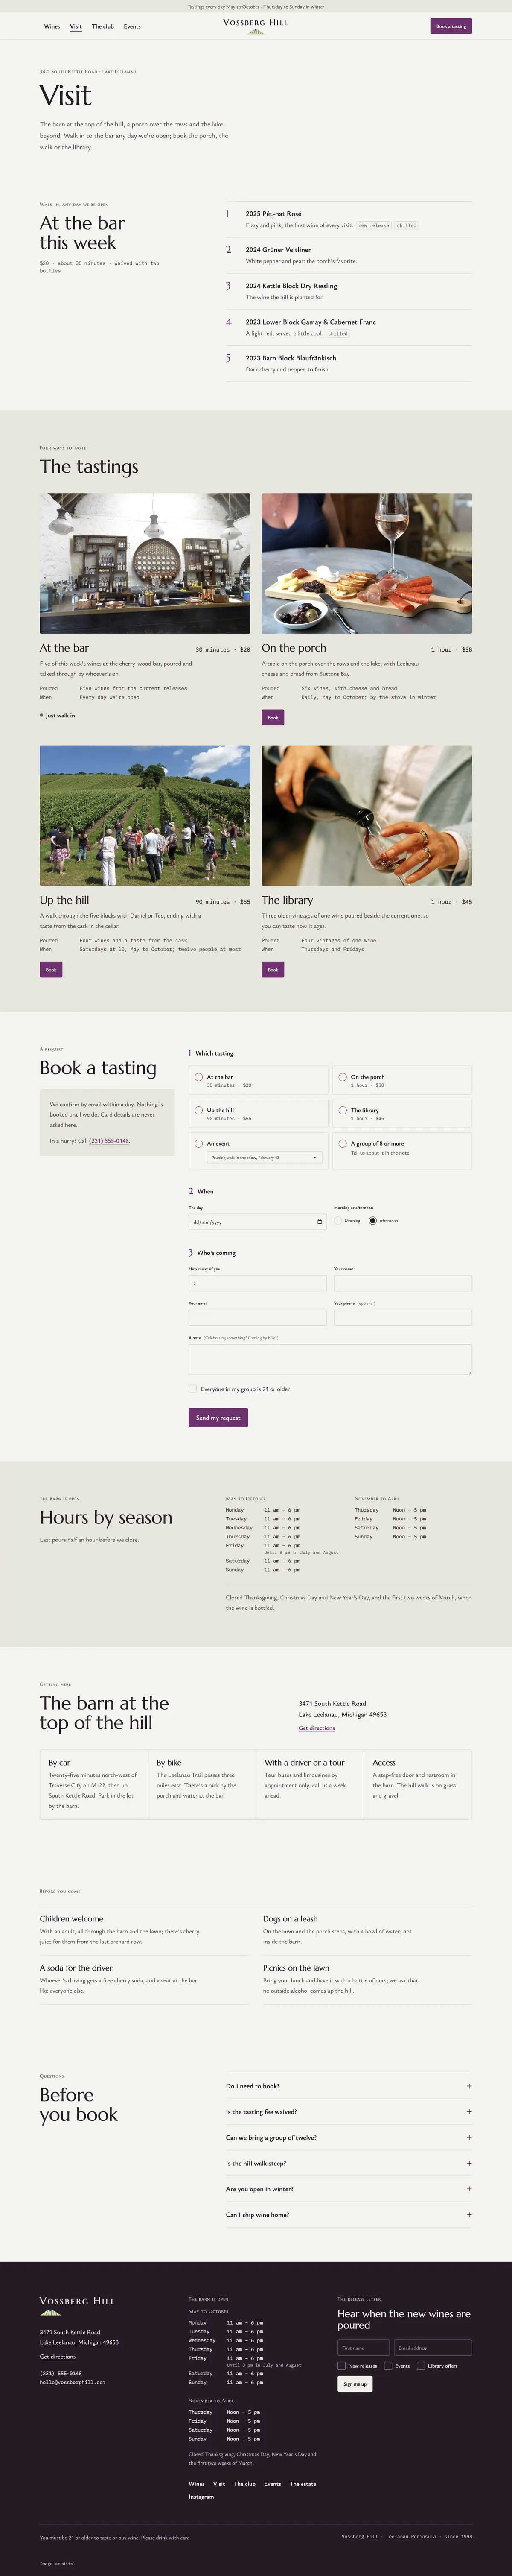 Tastings every day May to October · Thursday to Sunday in winter
Wines Visit The club Events
Vossberg Hill
Book a tasting
3471 South Kettle Road · Lake Leelanau
Visit
The barn at the top of the hill, a porch over the rows and the lake
beyond. Walk in to the bar any day we're open; book the porch, the
walk or the library.
Walk in, any day we're open
At the bar
this week
$20 · about 30 minutes · waived with two
bottles
1 2025 Pét-nat Rosé
Fizzy and pink, the first wine of every visit. new release chilled
2 2024 Grüner Veltliner
White pepper and pear: the porch's favorite.
3 2024 Kettle Block Dry Riesling
The wine the hill is planted for.
4 2023 Lower Block Gamay & Cabernet Franc
A light red, served a little cool. chilled
5 2023 Barn Block Blaufränkisch
Dark cherry and pepper, to finish.
Four ways to taste
The tastings
At the bar 30 minutes · $20
Five of this week's wines at the cherry-wood bar, poured and
talked through by whoever's on.
Poured Five wines from the current releases
When Every day we're open
Just walk in
On the porch 1 hour · $38
A table on the porch over the rows and the lake, with Leelanau
cheese and bread from Suttons Bay.
Poured Six wines, with cheese and bread
When Daily, May to October; by the stove in winter
Book
Up the hill 90 minutes · $55
A walk through the five blocks with Daniel or Teo, ending with a
taste from the cask in the cellar.
Poured Four wines and a taste from the cask
When Saturdays at 10, May to October; twelve people at most
Book
The library 1 hour · $45
Three older vintages of one wine poured beside the current one, so
you can taste how it ages.
Poured Four vintages of one wine
When Thursdays and Fridays
Book
A request
Book a tasting
We confirm by email within a day. Nothing is
booked until we do. Card details are never
asked here.
In a hurry? Call (231) 555-0148.
1 Which tasting
At the bar
30 minutes · $20
On the porch
1 hour · $38
Up the hill
90 minutes · $55
The library
1 hour · $45
An event
Pruning walk in the snow, February 13
A group of 8 or more
Tell us about it in the note
2 When
The day
dd/mm/yyyy
Morning or afternoon
Morning Afternoon
3 Who's coming
How many of you
2
Your name
Your email
Your phone (optional)
A note (Celebrating something? Coming by bike?)
Everyone in my group is 21 or older
Send my request
The barn is open
Hours by season
Last pours half an hour before we close.
May to October
Monday 11 am – 6 pm
Tuesday 11 am – 6 pm
Wednesday 11 am – 6 pm
Thursday 11 am – 6 pm
Friday 11 am – 6 pm
Until 8 pm in July and August
Saturday 11 am – 6 pm
Sunday 11 am – 6 pm
November to April
Thursday Noon – 5 pm
Friday Noon – 5 pm
Saturday Noon – 5 pm
Sunday Noon – 5 pm
Closed Thanksgiving, Christmas Day and New Year's Day, and the first two weeks of March, when
the wine is bottled.
Getting here
The barn at the
top of the hill
3471 South Kettle Road
Lake Leelanau, Michigan 49653
Get directions
By car
Twenty-five minutes north-west of
Traverse City on M-22, then up
South Kettle Road. Park in the lot
by the barn.
By bike
The Leelanau Trail passes three
miles east. There's a rack by the
porch and water at the bar.
With a driver or a tour
Tour buses and limousines by
appointment only: call us a week
ahead.
Access
A step-free door and restroom in
the barn. The hill walk is on grass
and gravel.
Before you come
Children welcome
With an adult, all through the barn and the lawn; there's cherry
juice for them from the last orchard row.
Dogs on a leash
On the lawn and the porch steps, with a bowl of water; not
inside the barn.
A soda for the driver
Whoever's driving gets a free cherry soda, and a seat at the bar
like everyone else.
Picnics on the lawn
Bring your lunch and have it with a bottle of ours; we ask that
no outside alcohol comes up the hill.
Questions
Before
you book
Do I need to book? +
Is the tasting fee waived? +
Can we bring a group of twelve? +
Is the hill walk steep? +
Are you open in winter? +
Can I ship wine home? +
Vossberg Hill
3471 South Kettle Road
Lake Leelanau, Michigan 49653
Get directions
(231) 555-0148
hello@vossberghill.com
The barn is open
May to October
Monday 11 am – 6 pm
Tuesday 11 am – 6 pm
Wednesday 11 am – 6 pm
Thursday 11 am – 6 pm
Friday 11 am – 6 pm
Until 8 pm in July and August
Saturday 11 am – 6 pm
Sunday 11 am – 6 pm
November to April
Thursday Noon – 5 pm
Friday Noon – 5 pm
Saturday Noon – 5 pm
Sunday Noon – 5 pm
Closed Thanksgiving, Christmas Day, New Year's Day and
the first two weeks of March.
Wines Visit The club Events The estate
Instagram
The release letter
Hear when the new wines are
poured
First name Email address
New releases Events Library offers
Sign me up
You must be 21 or older to taste or buy wine. Please drink with care.
Vossberg Hill · Leelanau Peninsula · since 1998
Image credits